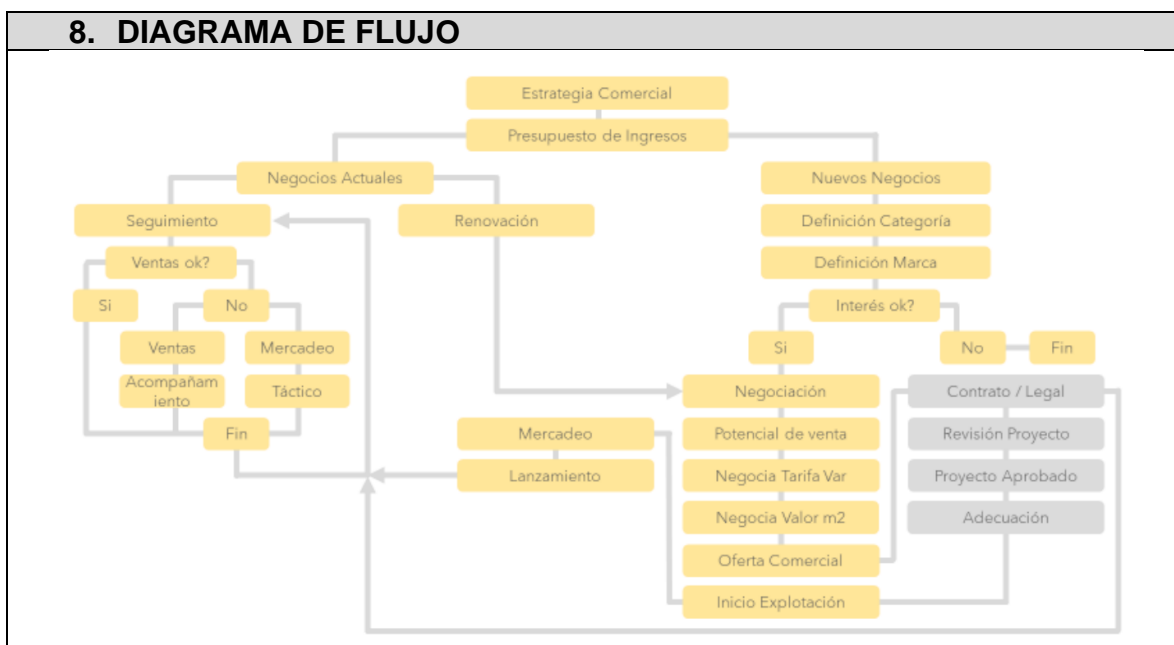 8. DIAGRAMA DE FLUJO
Estrategia Comercial
Presupuesto de Ingresos
Negocios Actuales
Nuevos Negocios
Seguimiento
Renovación
Definición Categoría
Ventas ok?
Definición Marca
Si
No
Interés ok?
Ventas
Mercadeo
Si
No
Fin
Acompañam
iento
Táctico
Negociación
Contrato / Legal
Fin
Mercadeo
Potencial de venta
Revisión Proyecto
Lanzamiento
Negocia Tarifa Var
Proyecto Aprobado
Negocia Valor m2
Adecuación
Oferta Comercial
Inicio Explotación